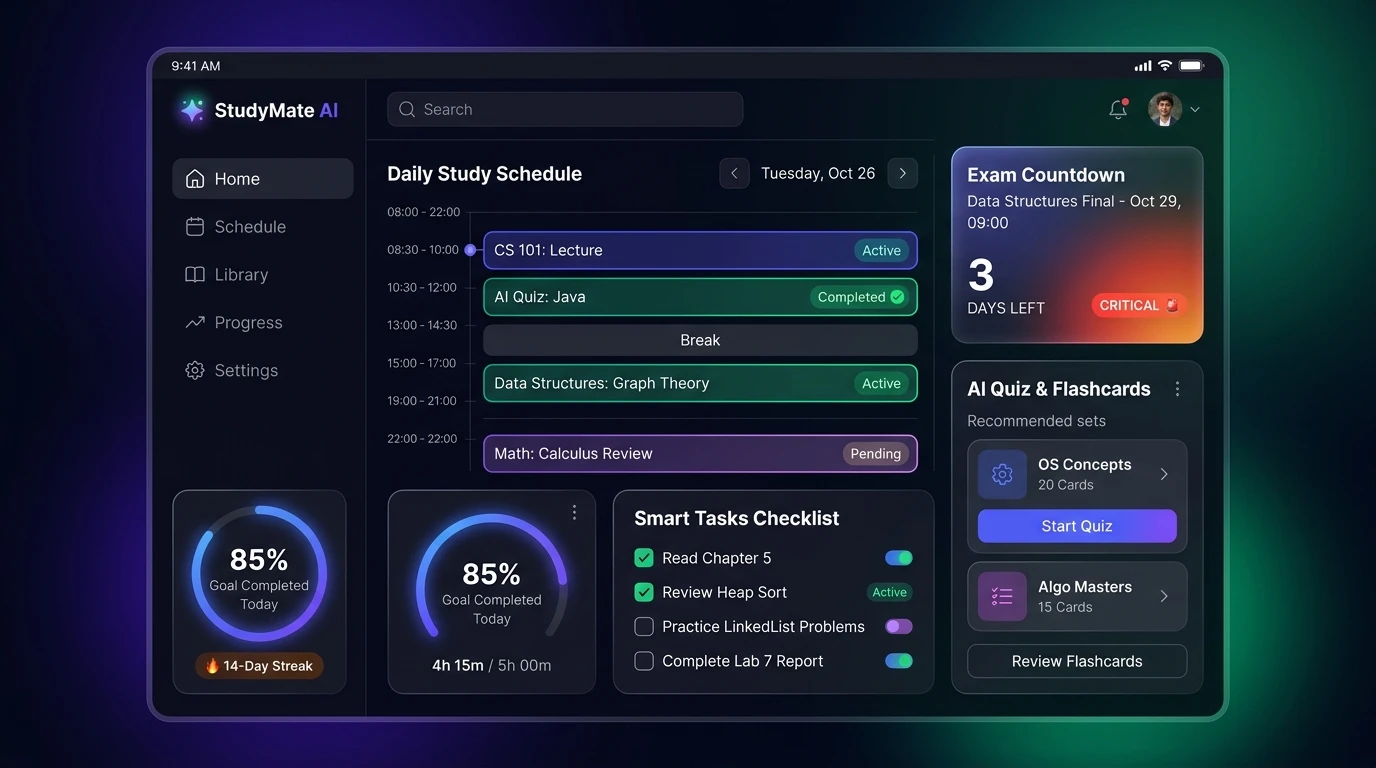 9:41 AM
StudyMate AI
Search
Home
Schedule
Library
Progress
Settings
Daily Study Schedule
Tuesday, Oct 26
08:00 - 22:00
08:30 - 10:00
CS 101: Lecture
Active
10:30 - 12:00
AI Quiz: Java
Completed
13:00 - 14:30
Break
15:00 - 17:00
Data Structures: Graph Theory
Active
19:00 - 21:00
22:00 - 22:00
Math: Calculus Review
Pending
Exam Countdown
Data Structures Final - Oct 29,
09:00
3
DAYS LEFT
CRITICAL
AI Quiz & Flashcards
Recommended sets
OS Concepts
20 Cards
Start Quiz
Algo Masters
15 Cards
Review Flashcards
85%
Goal Completed
Today
14-Day Streak
85%
Goal Completed
Today
4h 15m / 5h 00m
Smart Tasks Checklist
Read Chapter 5
Review Heap Sort
Active
Practice LinkedList Problems
Complete Lab 7 Report